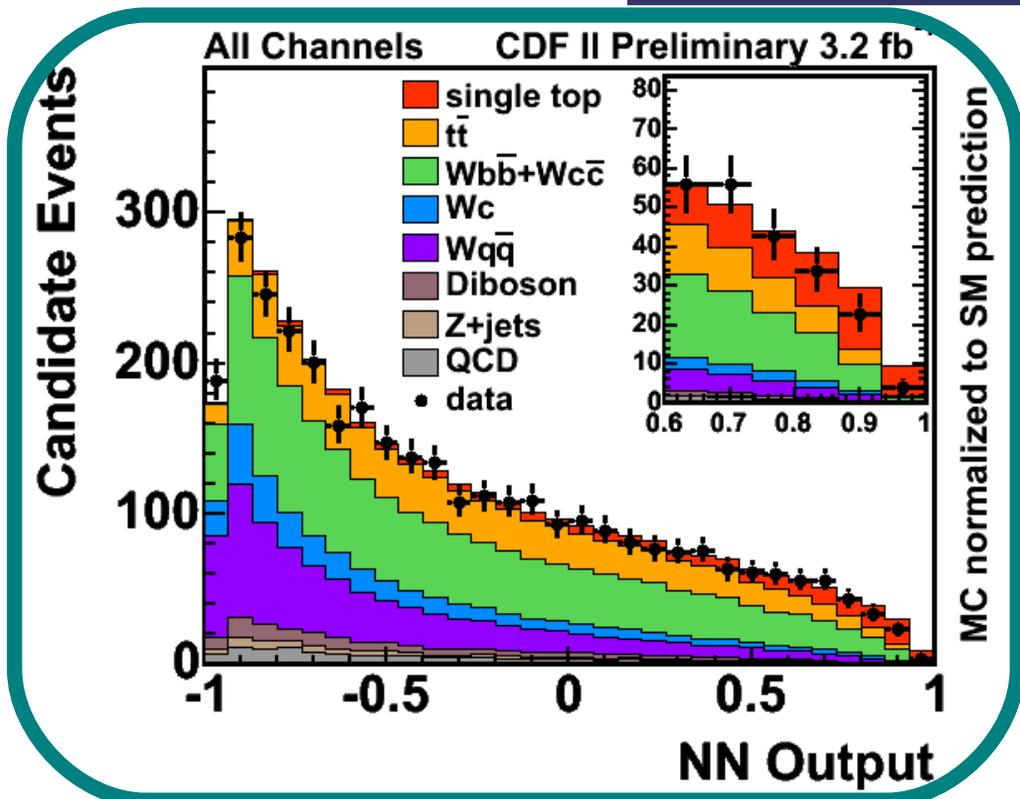 All Channels CDF II Preliminary 3.2 fb
Candidate Events
300
200
100
0
-1 -0.5 0 0.5 1
NN Output
single top
tt̄
Wbb̄+Wcc̄
Wc
Wqq̄
Diboson
Z+jets
QCD
data
80
70
60
50
40
30
20
10
0
0.6 0.7 0.8 0.9 1
MC normalized to SM prediction